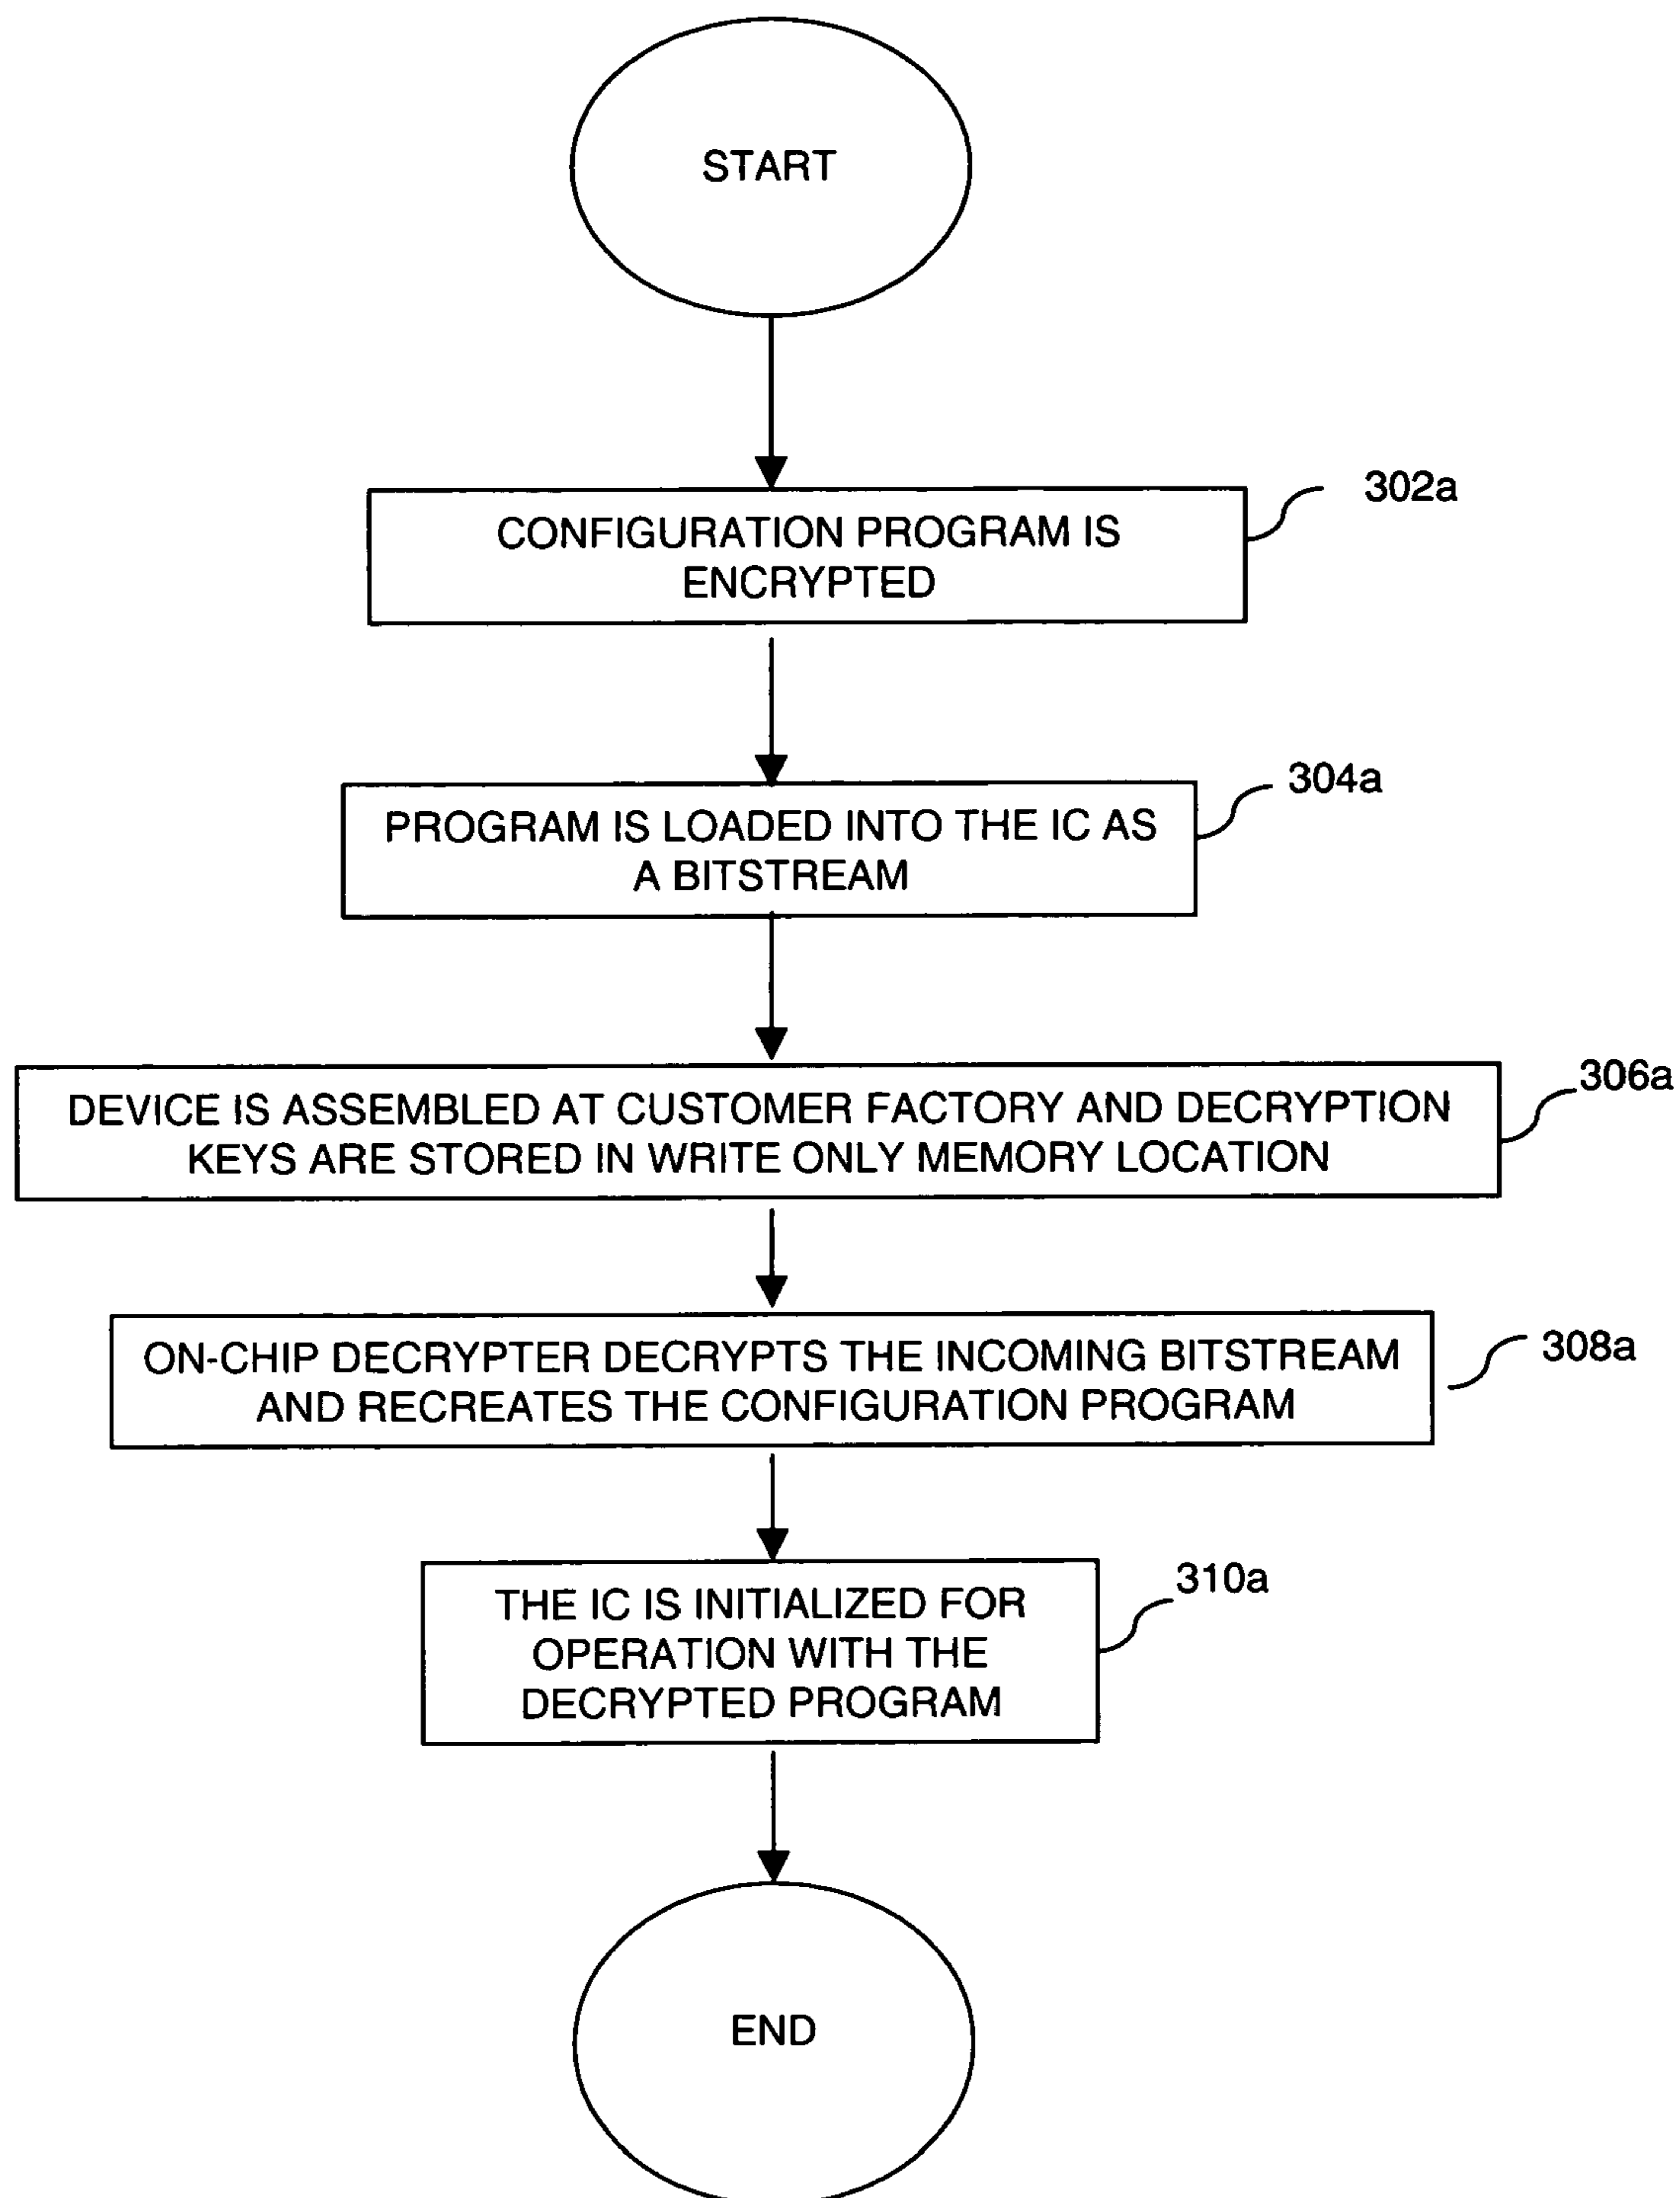 START
302a
CONFIGURATION PROGRAM IS
ENCRYPTED
304a
PROGRAM IS LOADED INTO THE IC AS
A BITSTREAM
306a
DEVICE IS ASSEMBLED AT CUSTOMER FACTORY AND DECRYPTION
KEYS ARE STORED IN WRITE ONLY MEMORY LOCATION
308a
ON-CHIP DECRYPTER DECRYPTS THE INCOMING BITSTREAM
AND RECREATES THE CONFIGURATION PROGRAM
310a
THE IC IS INITIALIZED FOR
OPERATION WITH THE
DECRYPTED PROGRAM
END